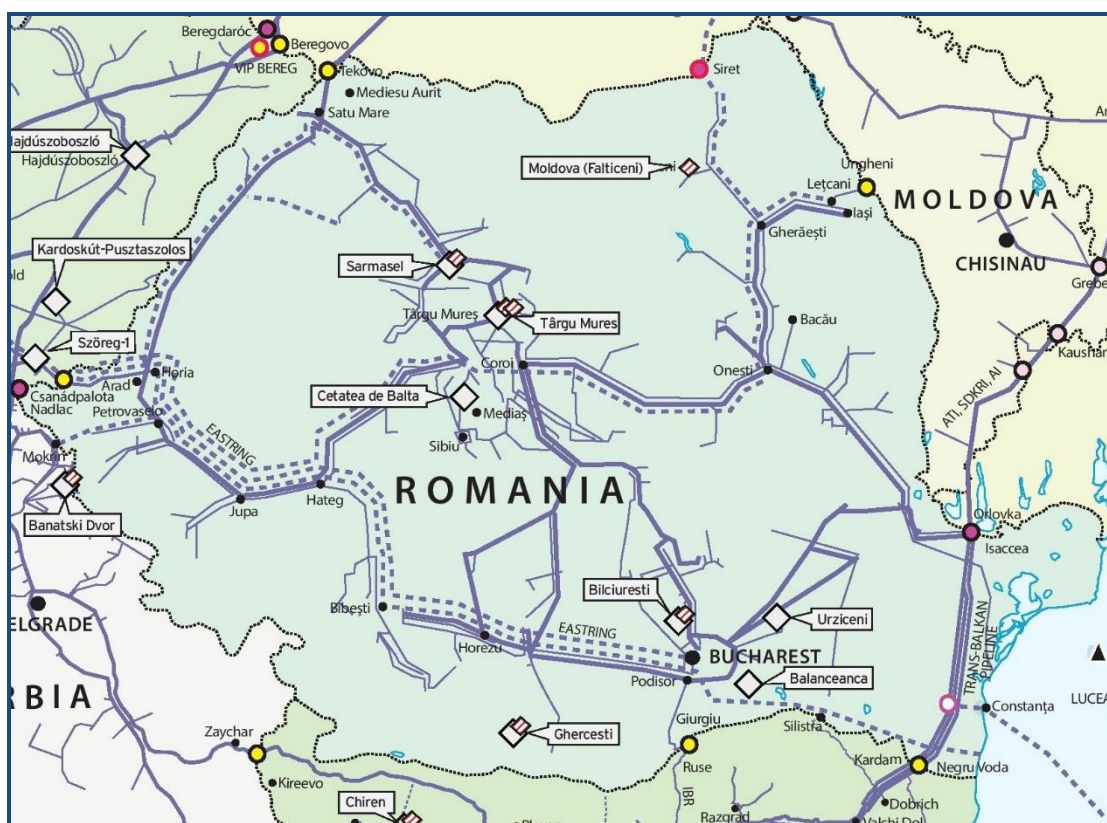 Beregdaróc
Beregovo
VIP BEREG
Tekovo
Mediesu Aurit
Satu Mare
Siret
Hajdúszoboszló
Hajdúszoboszló
Moldova (Falticeni)
Ungheni
Lețcani
Iași
Gherăești
MOLDOVA
CHISINAU
Kardoskút-Pusztaszolos
Sarmasel
Târgu Mureș
Târgu Mures
Bacău
Szöreg-1
Horia
Arad
Csanádpalota
Nadlac
Petrovaselo
Coroi
Onești
Cetatea de Balta
Mediaș
Sibiu
ATI, SDKRI, AI
EASTRING
Mokrin
ROMANIA
Hateg
Jupa
Banatski Dvor
Orlovka
Isaccea
Bibești
Bilciuresti
Urziceni
EASTRING
Horezu
BUCHAREST
TRANS-BALKAN
PIPELINE
Podisor
Balanceanca
Constanța
Ghercesti
Giurgiu
Silistra
Zaychar
Ruse
Kardam
Negru Voda
Kireevo
IBR
Chiren
Razgrad
Dobrich